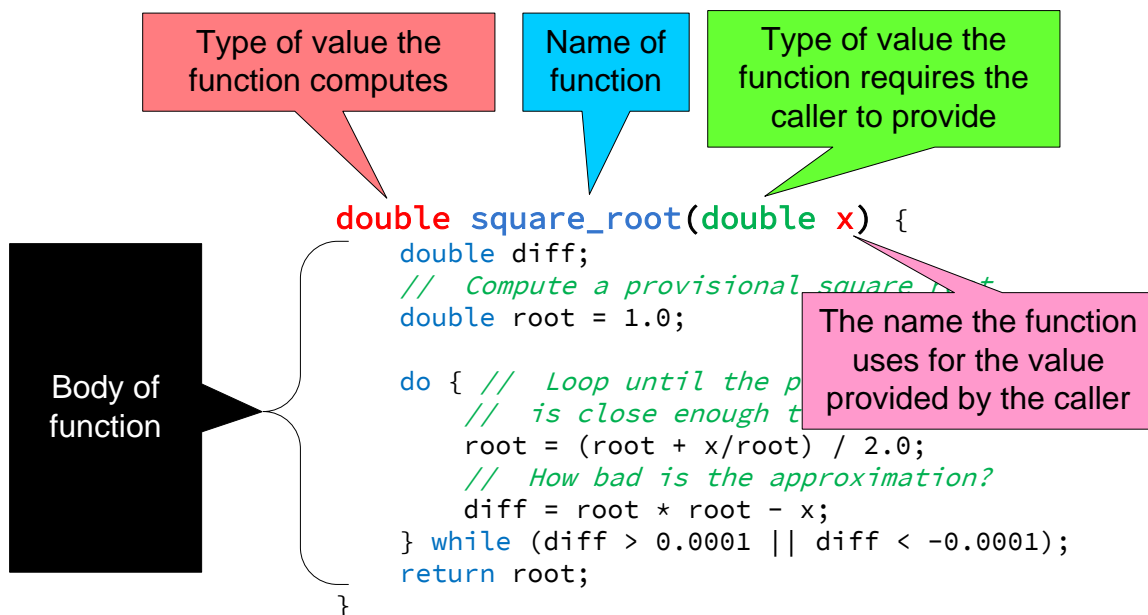 Type of value the
function computes
Name of
function
Type of value the
function requires the
caller to provide
double square_root(double x) {
double diff;
// Compute a provisional square
double root = 1.0;
The name the function
uses for the value
provided by the caller
Body of
function
do { // Loop until the
// is close enough
root = (root + x/root) / 2.0;
// How bad is the approximation?
diff = root * root - x;
} while (diff > 0.0001 || diff < -0.0001);
return root;
}